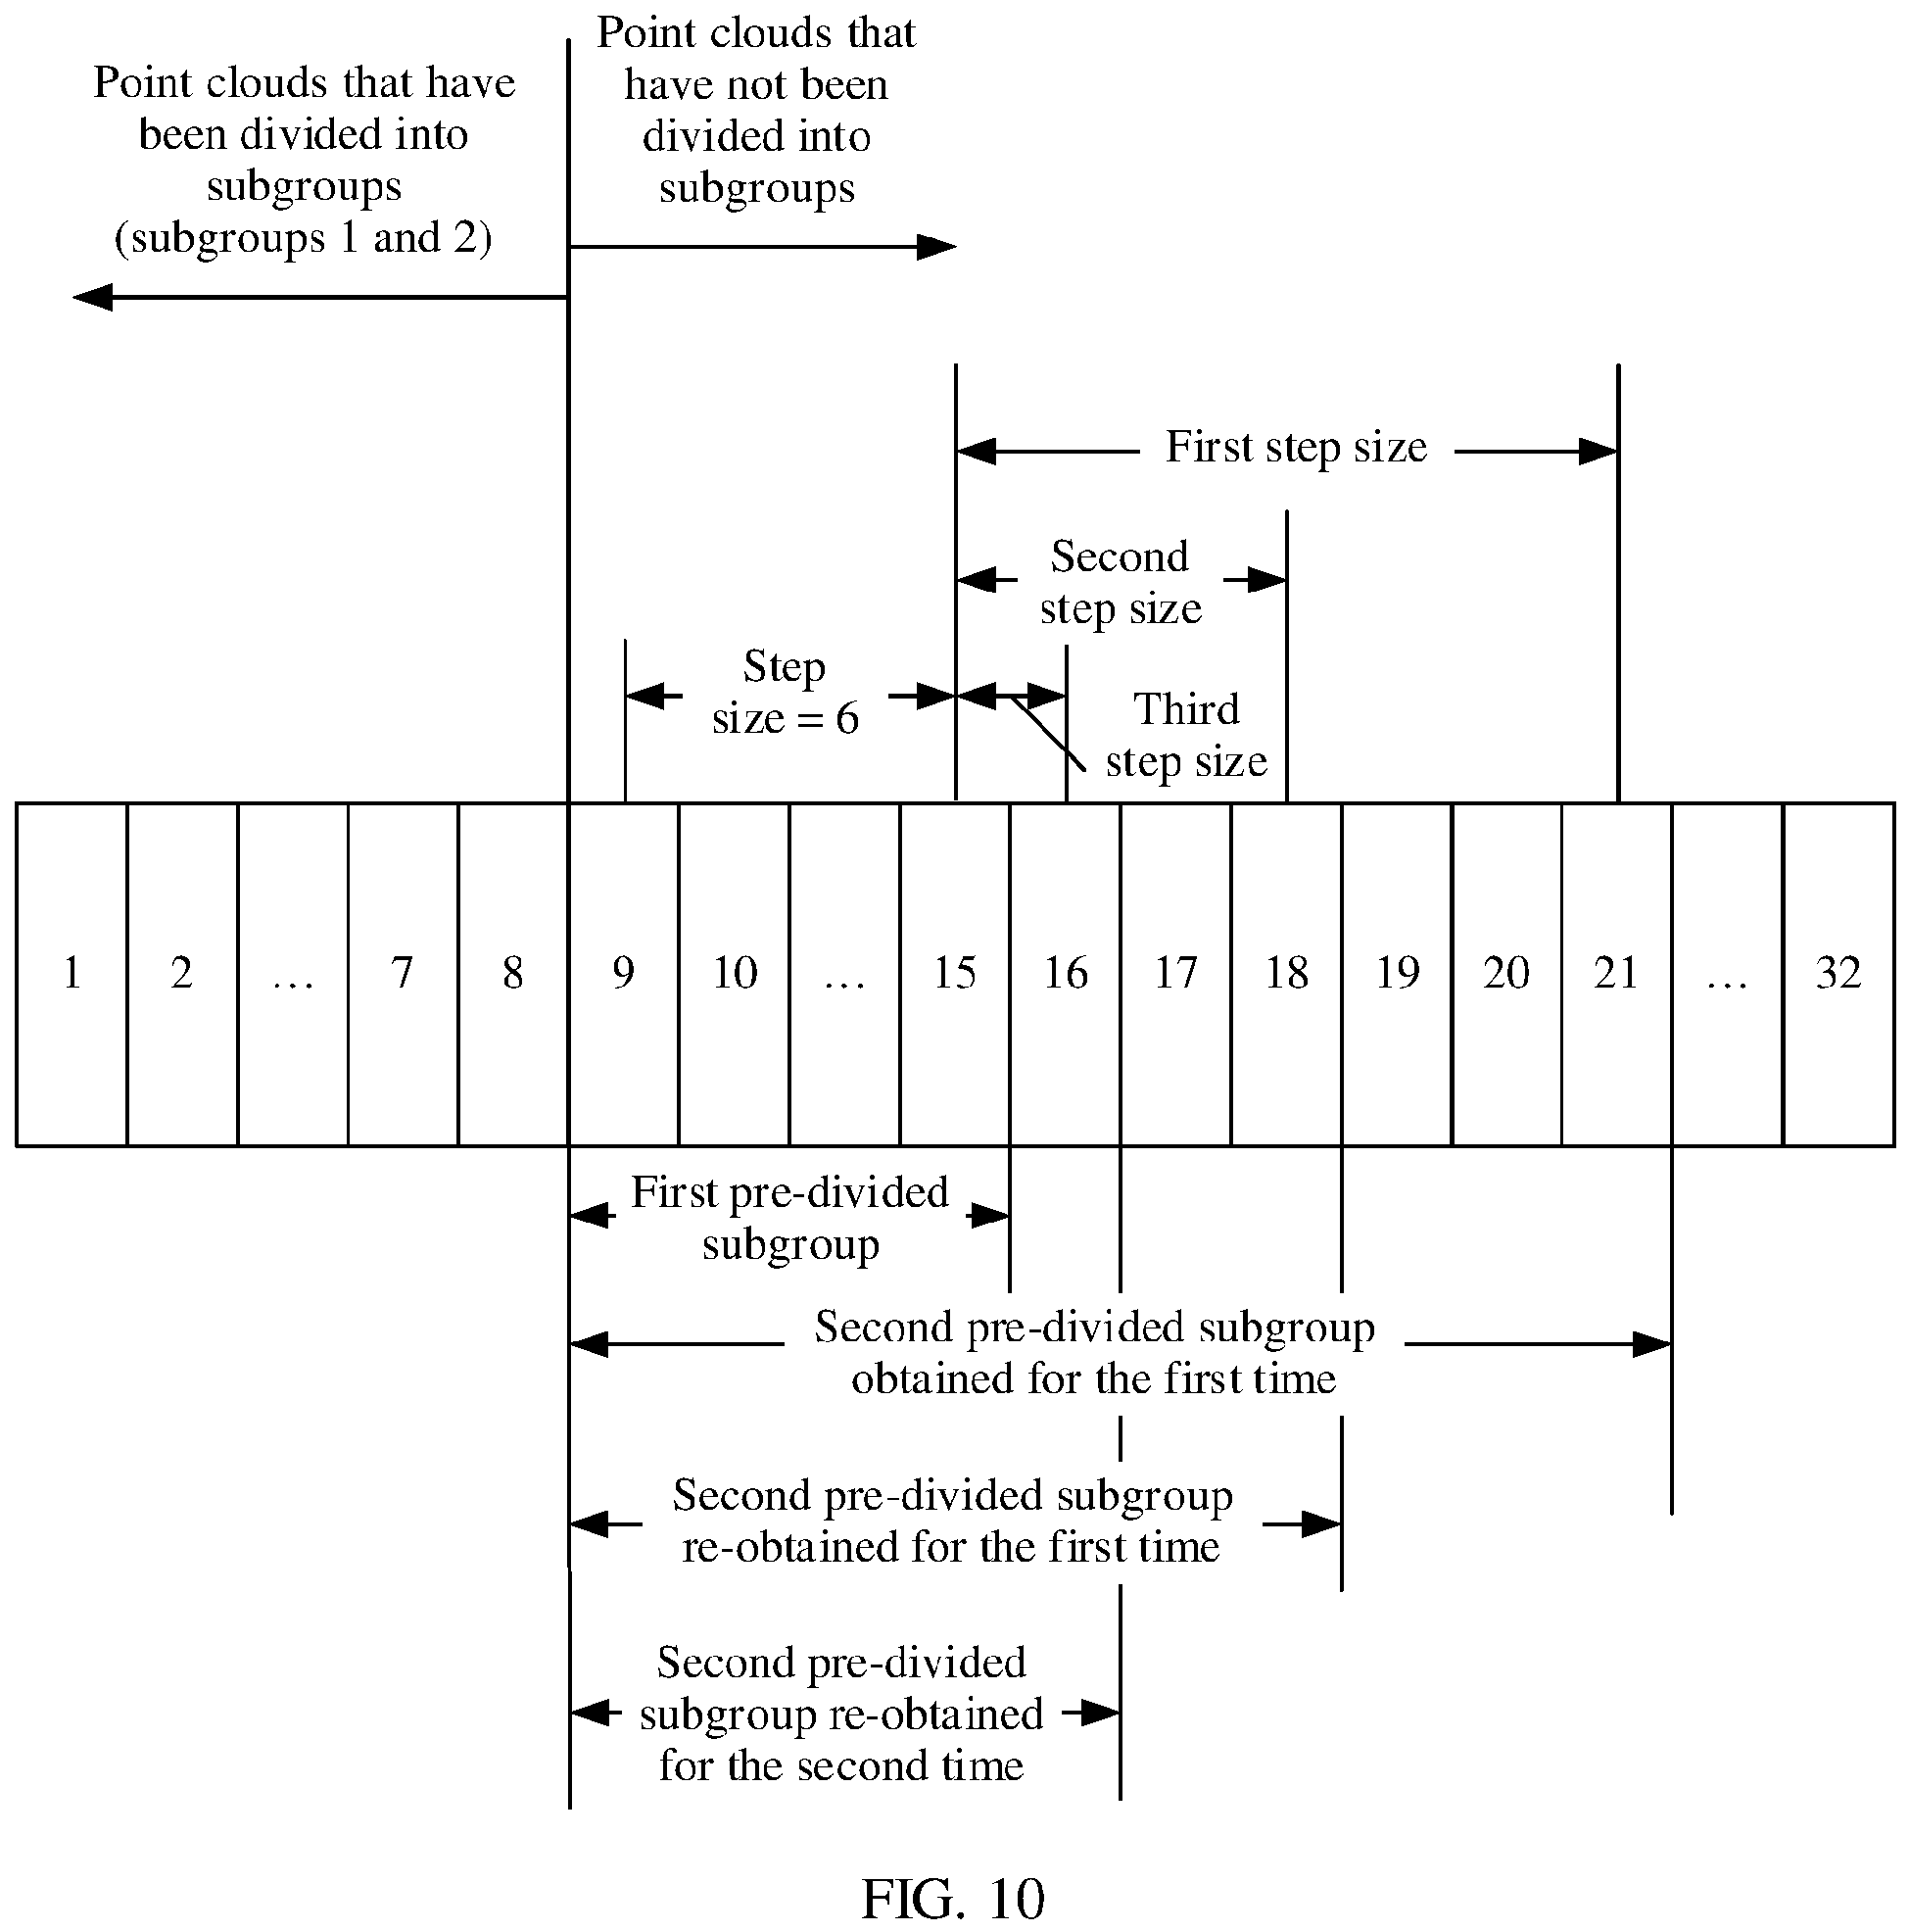 Point clouds that have
been divided into
subgroups
(subgroups 1 and 2)
Point clouds that
have not been
divided into
subgroups
First step size
Second
step size
Step
size = 6
Third
step size
1 2 … 7 8 9 10 … 15 16 17 18 19 20 21 … 32
First pre-divided
subgroup
Second pre-divided subgroup
obtained for the first time
Second pre-divided subgroup
re-obtained for the first time
Second pre-divided
subgroup re-obtained
for the second time
FIG. 10